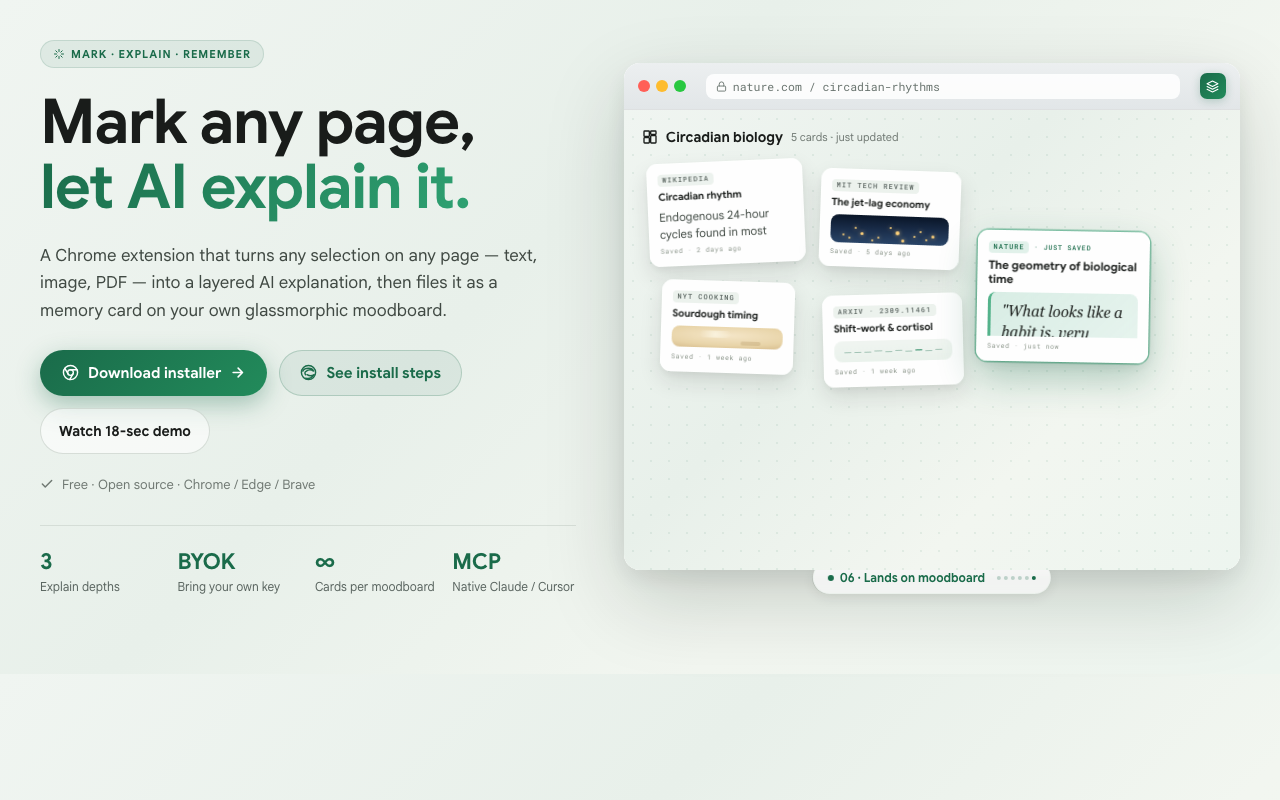 MARK · EXPLAIN · REMEMBER
Mark any page,
let AI explain it.
A Chrome extension that turns any selection on any page — text,
image, PDF — into a layered AI explanation, then files it as a
memory card on your own glassmorphic moodboard.
Download installer
See install steps
Watch 18-sec demo
Free · Open source · Chrome / Edge / Brave
3
Explain depths
BYOK
Bring your own key
∞
Cards per moodboard
MCP
Native Claude / Cursor
nature.com / circadian-rhythms
Circadian biology 5 cards · just updated
WIKIPEDIA
Circadian rhythm
Endogenous 24-hour
cycles found in most
Saved · 2 days ago
MIT TECH REVIEW
The jet-lag economy
Saved · 5 days ago
NATURE · JUST SAVED
The geometry of biological
time
"What looks like a
habit is, very
Saved · just now
NYT COOKING
Sourdough timing
Saved · 1 week ago
ARXIV · 2309.11461
Shift-work & cortisol
Saved · 1 week ago
06 · Lands on moodboard